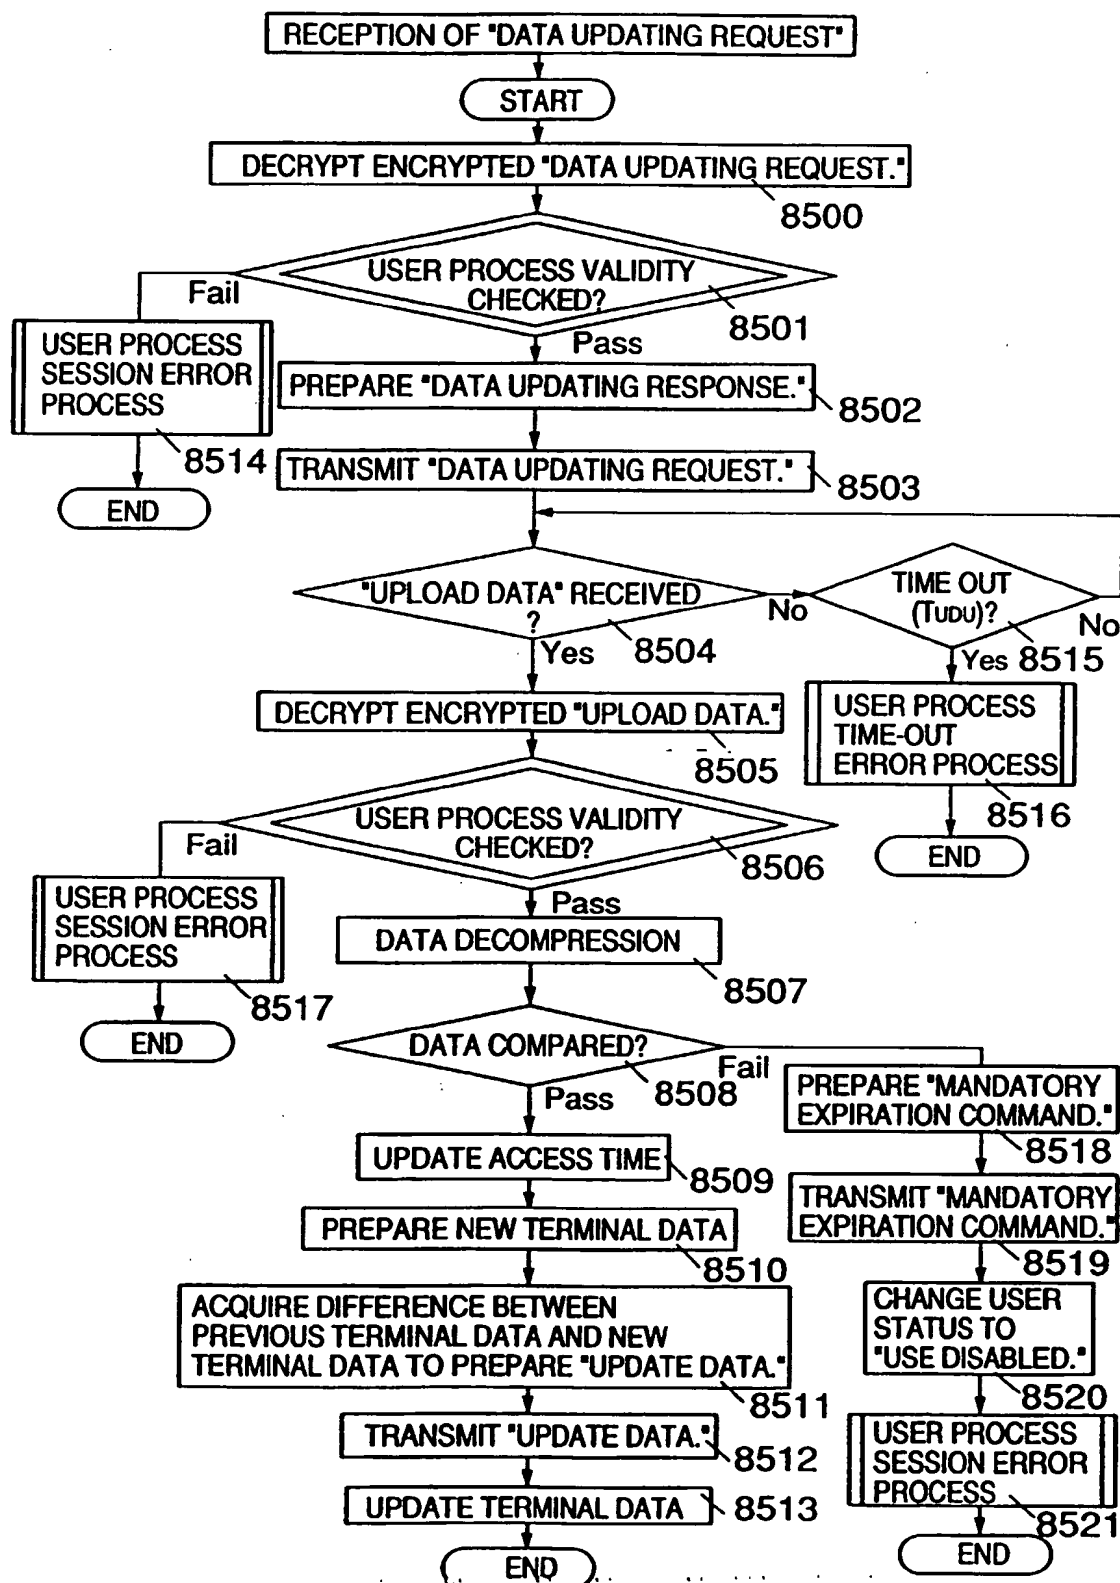 RECEPTION OF "DATA UPDATING REQUEST"
START
DECRYPT ENCRYPTED "DATA UPDATING REQUEST."
8500
USER PROCESS VALIDITY
CHECKED?
8501
Fail
Pass
USER PROCESS
SESSION ERROR
PROCESS
8514
END
PREPARE "DATA UPDATING RESPONSE."
8502
TRANSMIT "DATA UPDATING REQUEST."
8503
"UPLOAD DATA" RECEIVED
?
8504
No
Yes
TIME OUT
(TUDU)?
8515
No
Yes
USER PROCESS
TIME-OUT
ERROR PROCESS
8516
END
DECRYPT ENCRYPTED "UPLOAD DATA."
8505
USER PROCESS VALIDITY
CHECKED?
8506
Fail
Pass
USER PROCESS
SESSION ERROR
PROCESS
8517
END
DATA DECOMPRESSION
8507
DATA COMPARED?
8508
Fail
Pass
UPDATE ACCESS TIME
8509
PREPARE NEW TERMINAL DATA
8510
ACQUIRE DIFFERENCE BETWEEN
PREVIOUS TERMINAL DATA AND NEW
TERMINAL DATA TO PREPARE "UPDATE DATA."
8511
TRANSMIT "UPDATE DATA."
8512
UPDATE TERMINAL DATA
8513
END
PREPARE "MANDATORY
EXPIRATION COMMAND."
8518
TRANSMIT "MANDATORY
EXPIRATION COMMAND."
8519
CHANGE USER
STATUS TO
"USE DISABLED."
8520
USER PROCESS
SESSION ERROR
PROCESS
8521
END